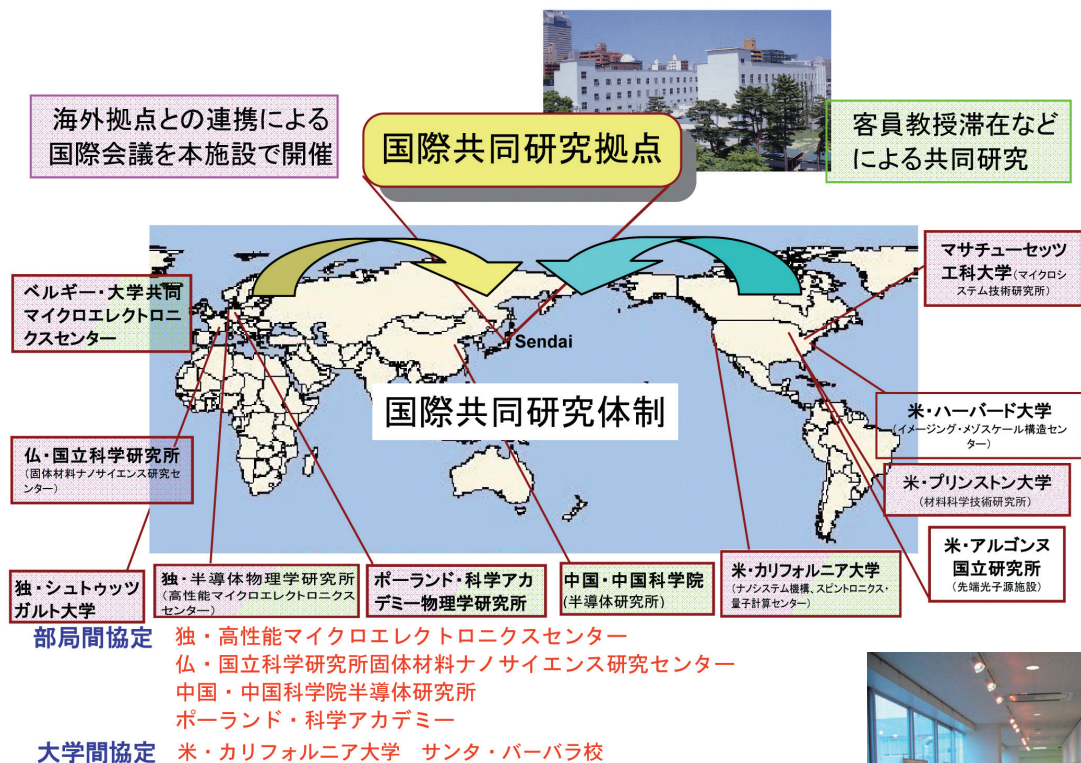 海外拠点との連携による
国際会議を本施設で開催
国際共同研究拠点
客員教授滞在など
による共同研究
マサチューセッツ
工科大学(マイクロシ
ステム技術研究所)
ベルギー・大学共同
マイクロエレクトロニ
クスセンター
Sendai
国際共同研究体制
米・ハーバード大学
(イメージング・メゾスケール構造セン
ター)
仏・国立科学研究所
(固体材料ナノサイエンス研究セ
ンター)
米・プリンストン大学
(材料科学技術研究所)
米・アルゴンヌ
国立研究所
(先端光子源施設)
独・シュトゥッツ
ガルト大学
独・半導体物理学研究所
(高性能マイクロエレクトロニクス
センター)
ポーランド・科学アカ
デミー物理学研究所
中国・中国科学院
(半導体研究所)
米・カリフォルニア大学
(ナノシステム機構、スピントロニクス・
量子計算センター)
部局間協定 独・高性能マイクロエレクトロニクスセンター
仏・国立科学研究所固体材料ナノサイエンス研究センター
中国・中国科学院半導体研究所
ポーランド・科学アカデミー
大学間協定 米・カリフォルニア大学 サンタ・バーバラ校